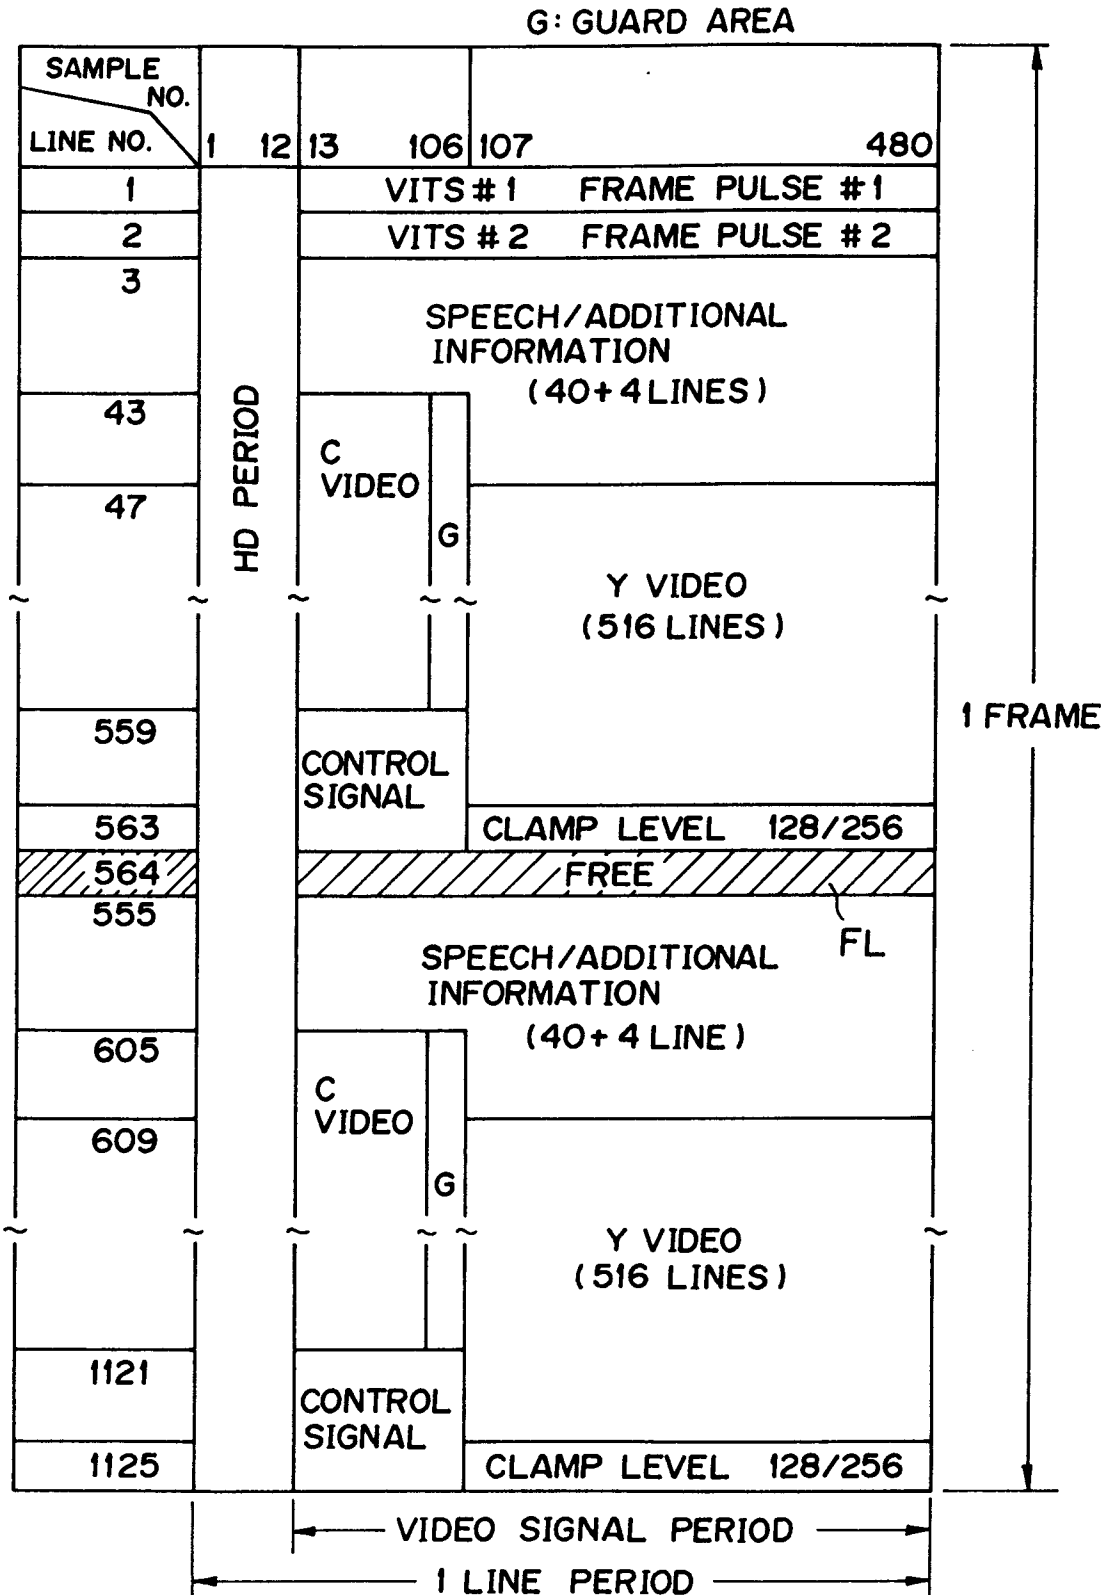 G: GUARD AREA
SAMPLE
NO.
LINE NO.
1 12 13 106 107 480
1 VITS #1 FRAME PULSE #1
2 VITS #2 FRAME PULSE #2
3
SPEECH/ADDITIONAL
INFORMATION
(40+4 LINES)
43
HD PERIOD
C
VIDEO
47
G
Y VIDEO
(516 LINES)
1 FRAME
559
CONTROL
SIGNAL
563 CLAMP LEVEL 128/256
564 FREE
555
FL
SPEECH/ADDITIONAL
INFORMATION
(40+4 LINE)
605
C
VIDEO
609
G
Y VIDEO
(516 LINES)
1121
CONTROL
SIGNAL
1125 CLAMP LEVEL 128/256
VIDEO SIGNAL PERIOD
1 LINE PERIOD